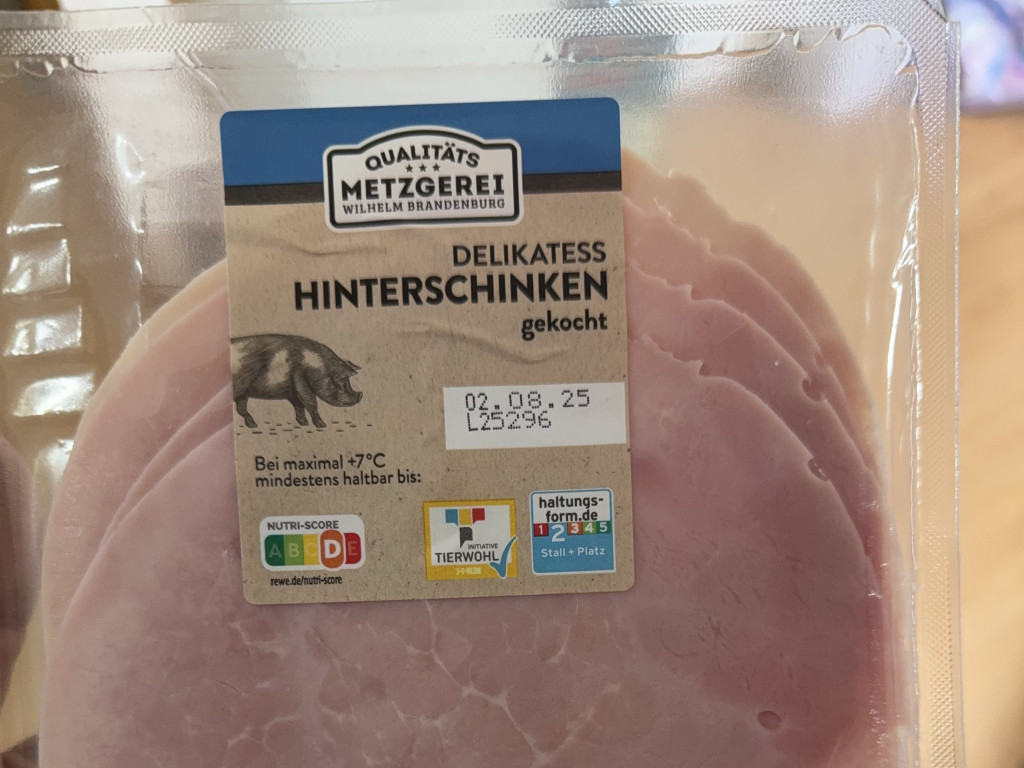 QUALITÄTS
METZGEREI
WILHELM BRANDENBURG
DELIKATESS
HINTERSCHINKEN
gekocht
02.08.25
L25296
Bei maximal +7°C
mindestens haltbar bis:
NUTRI-SCORE
A B C D E
rewe.de/nutri-score
INITIATIVE
TIERWOHL
haltungs-
form.de
1 2 3 4 5
Stall + Platz